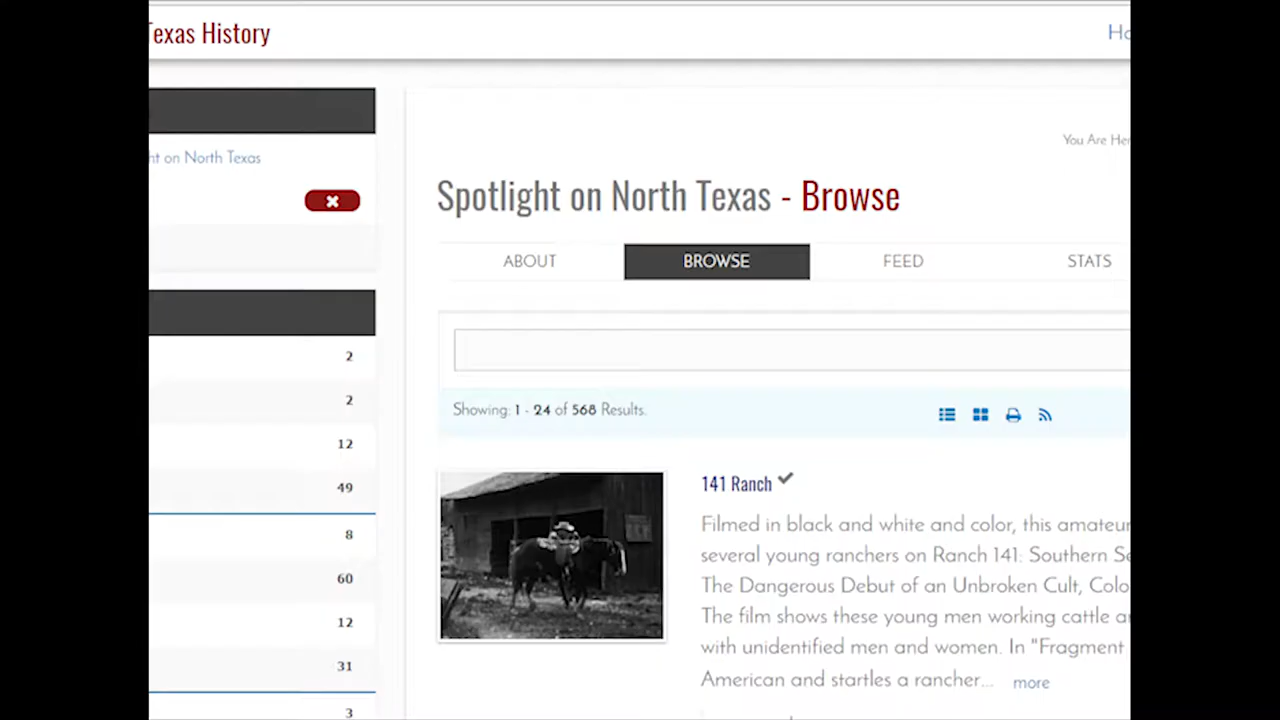 Texas History
Ho
ht on North Texas
You Are Her
Spotlight on North Texas - Browse
ABOUT
BROWSE
FEED
STATS
2
2
12
49
8
60
12
31
3
Showing: 1 - 24 of 568 Results.
141 Ranch
Filmed in black and white and color, this amateur
several young ranchers on Ranch 141: Southern Se
The Dangerous Debut of an Unbroken Cult, Colo
The film shows these young men working cattle a
with unidentified men and women. In "Fragment
American and startles a rancher... more